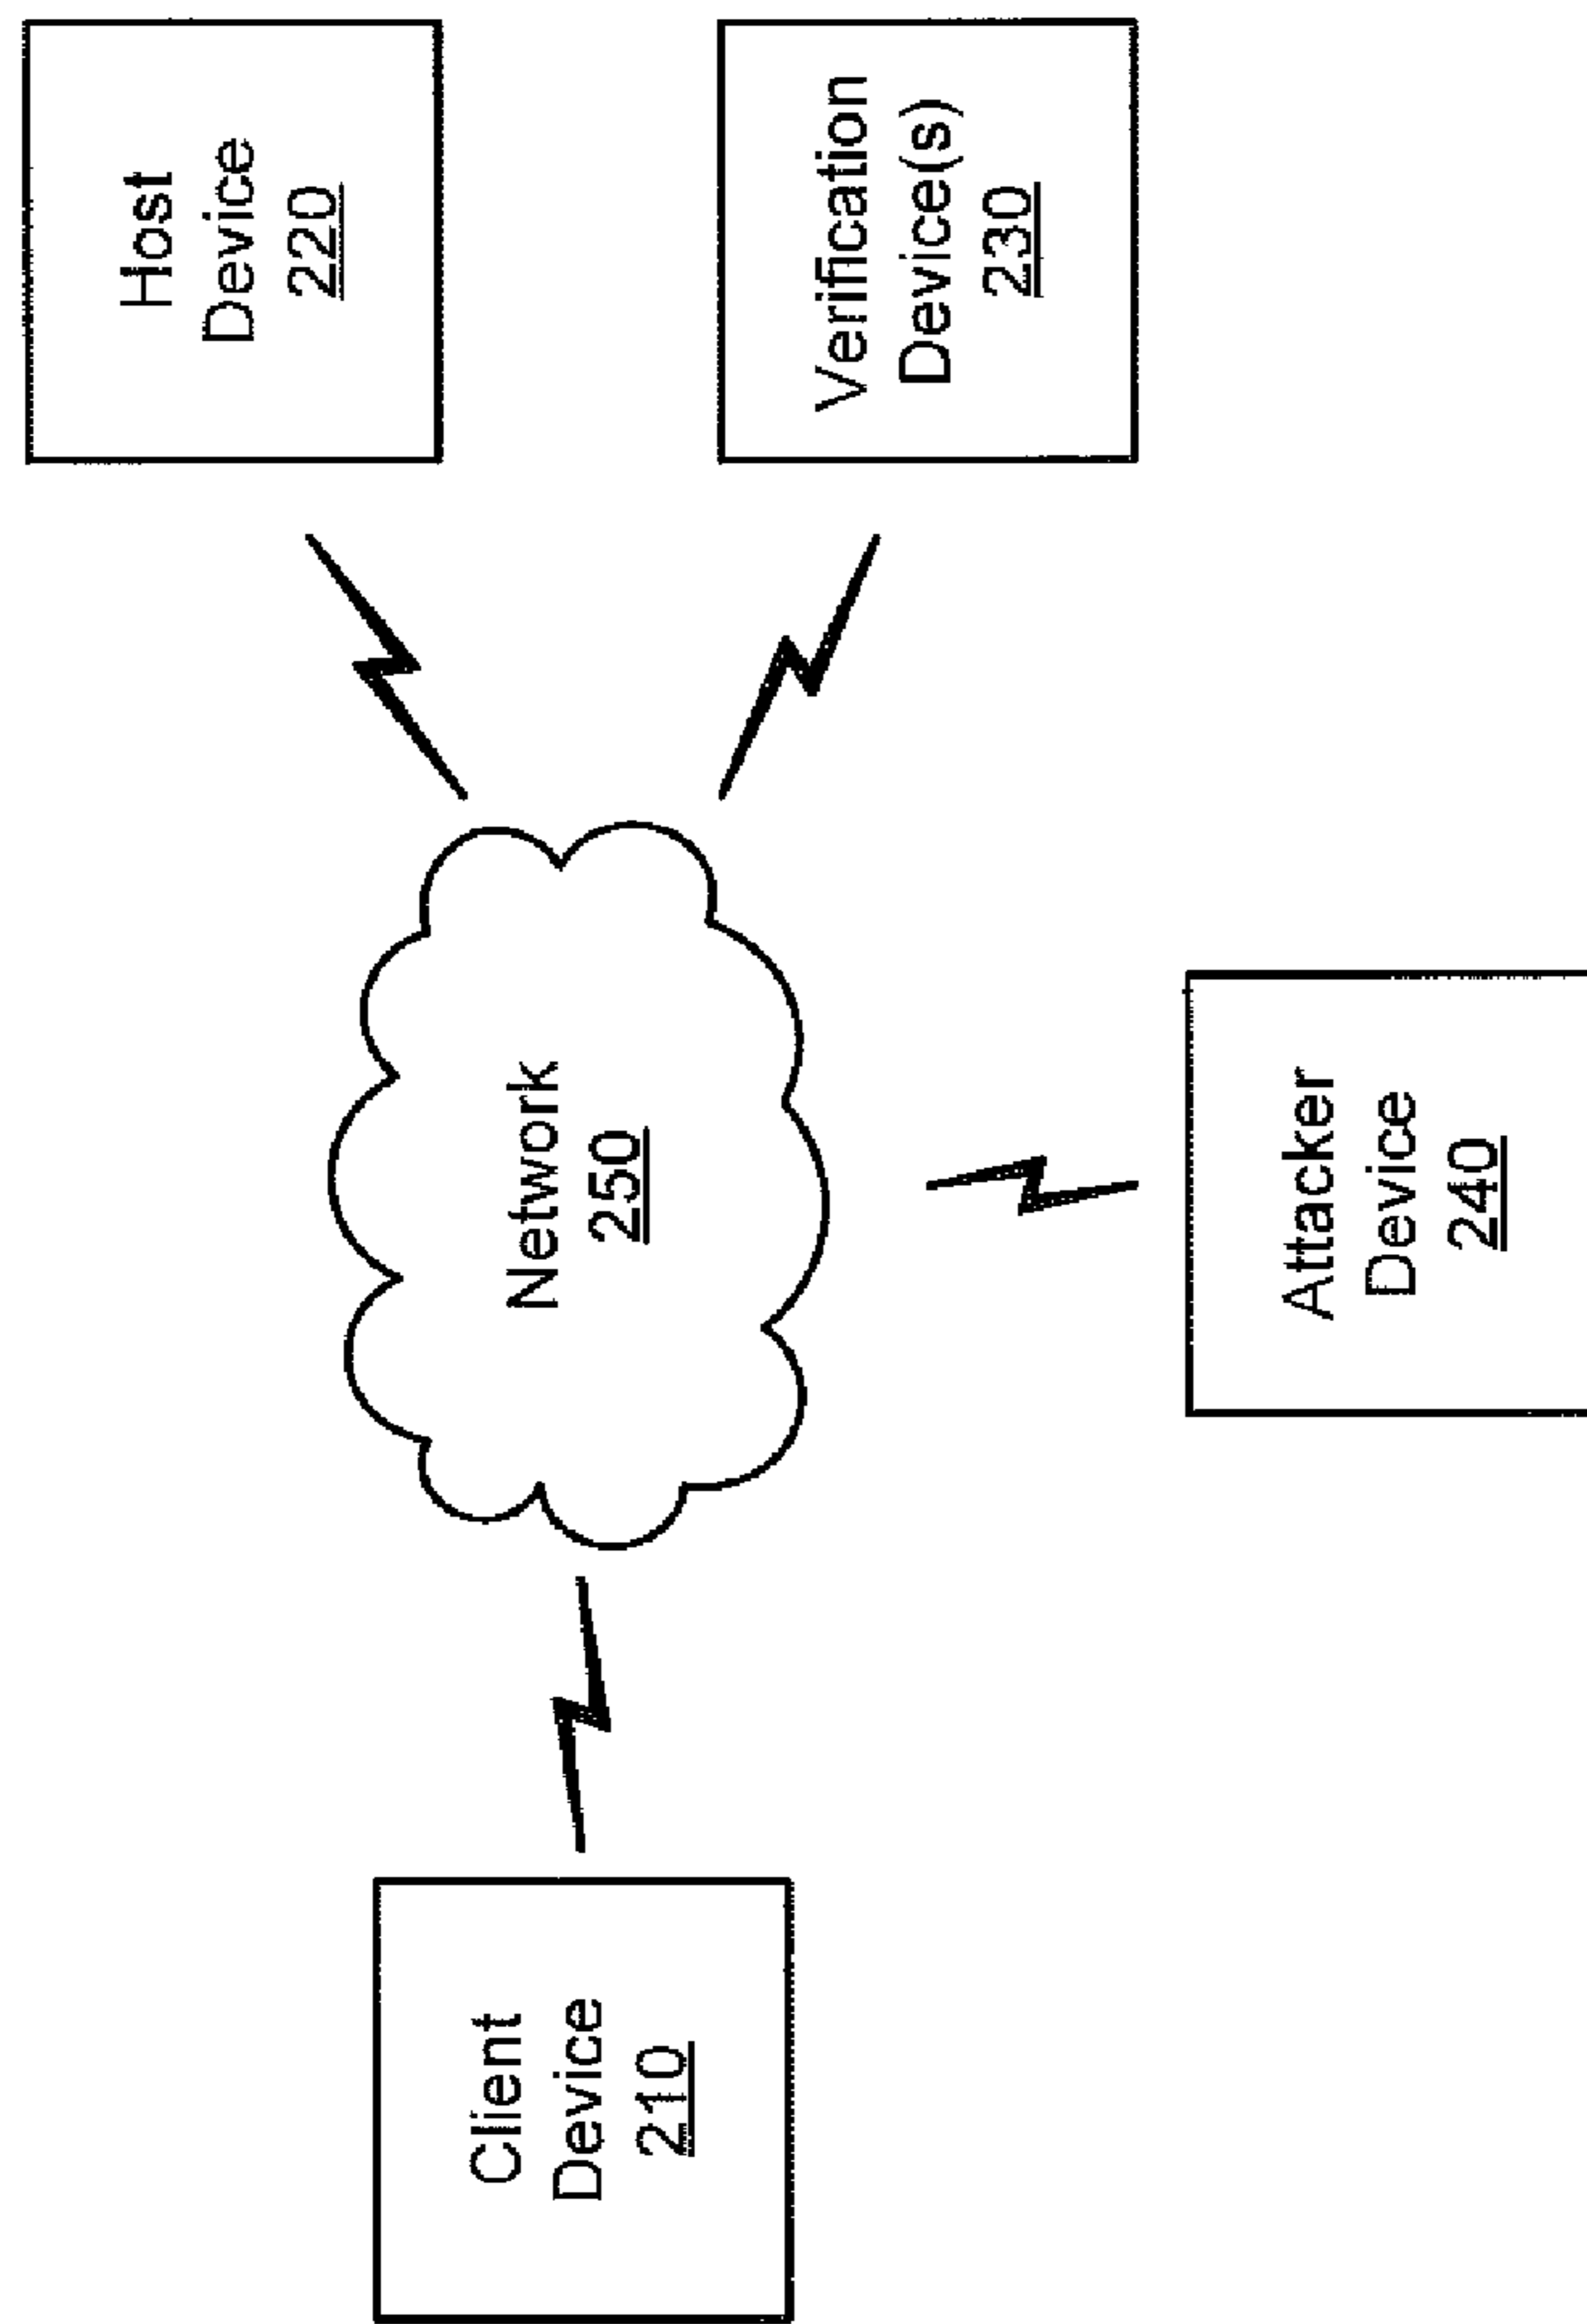 Host
Device
220
Verification
Device(s)
230
Network
250
Attacker
Device
240
Client
Device
210